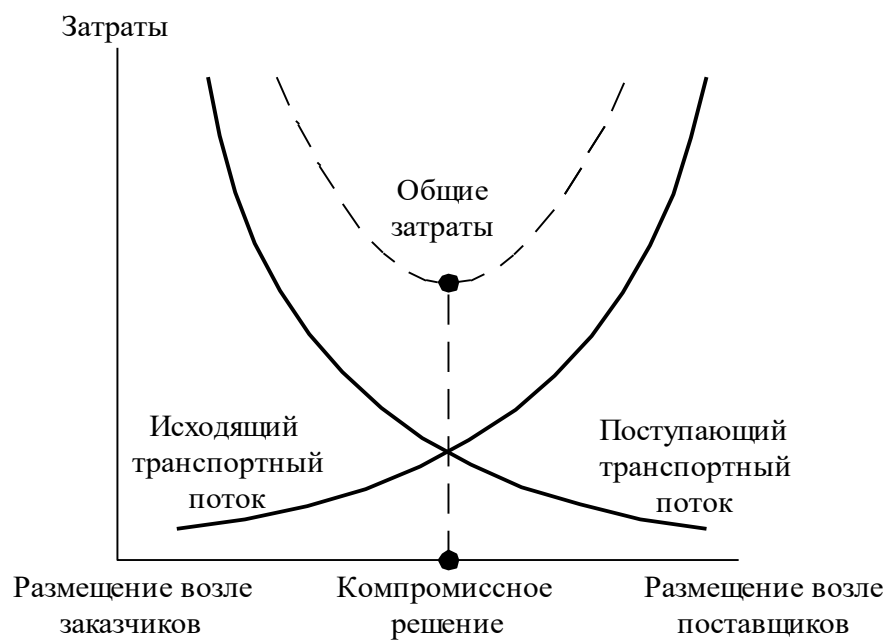 Затраты
Общие
затраты
Исходящий
транспортный
поток
Поступающий
транспортный
поток
Размещение возле
заказчиков
Компромиссное
решение
Размещение возле
поставщиков